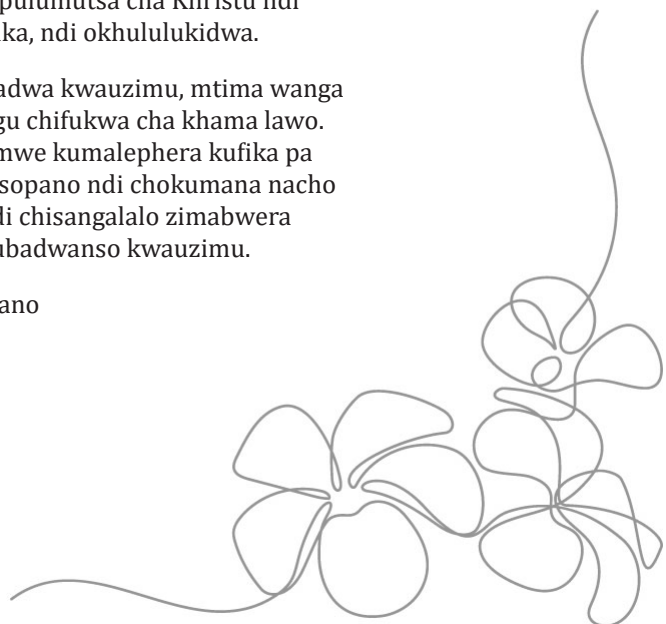 pulumutsa cha Khristu ndi
ka, ndi okhululukidwa.
adwa kwauzimu, mtima wanga
gu chifukwa cha khama lawo.
mwe kumalephera kufika pa
sopano ndi chokumana nacho
di chisangalalo zimabwera
ubadwanso kwauzimu.
ano